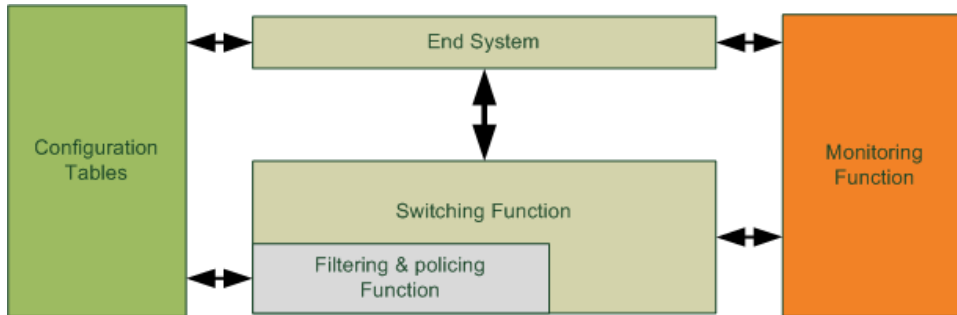 End System
Configuration
Tables
Monitoring
Function
Switching Function
Filtering & policing
Function